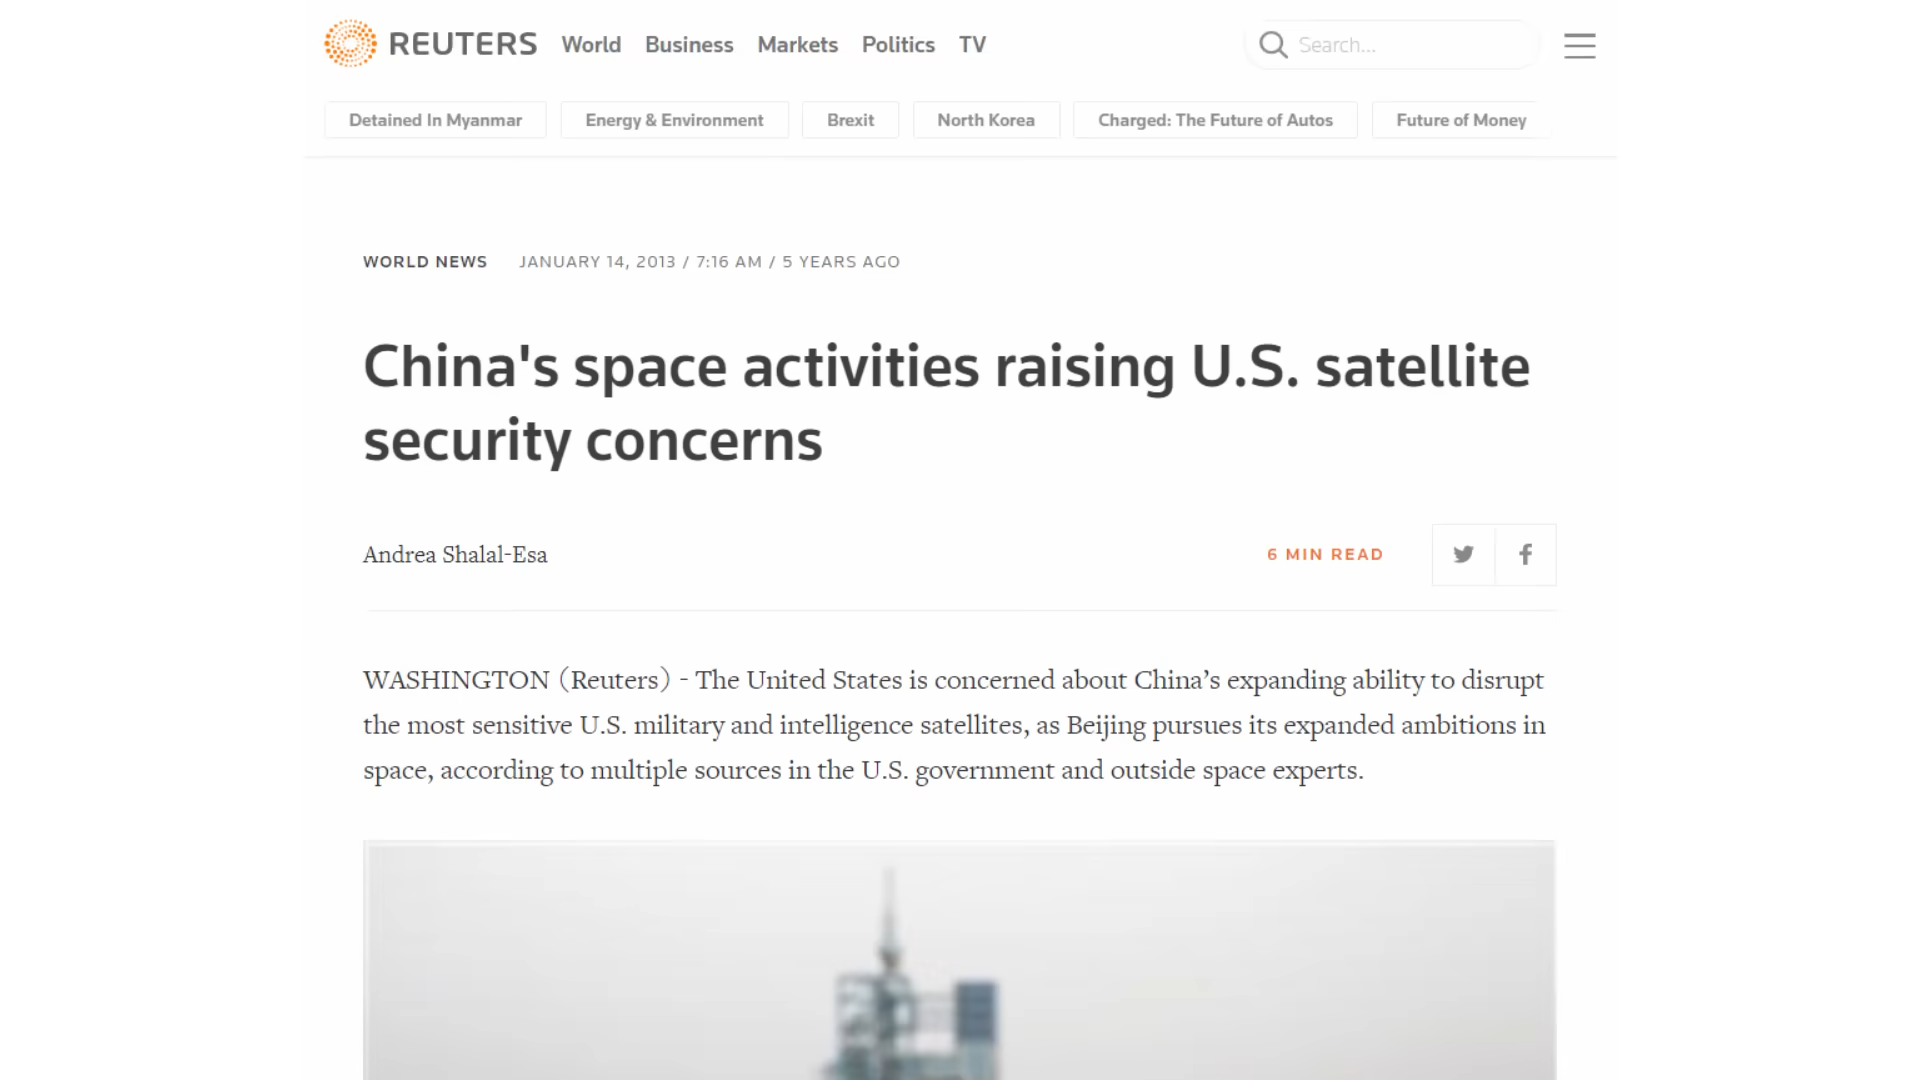 REUTERS World Business Markets Politics TV Search...
Detained In Myanmar Energy & Environment Brexit North Korea Charged: The Future of Autos Future of Money
WORLD NEWS JANUARY 14, 2013 / 7:16 AM / 5 YEARS AGO
China's space activities raising U.S. satellite
security concerns
Andrea Shalal-Esa 6 MIN READ
WASHINGTON (Reuters) - The United States is concerned about China’s expanding ability to disrupt
the most sensitive U.S. military and intelligence satellites, as Beijing pursues its expanded ambitions in
space, according to multiple sources in the U.S. government and outside space experts.